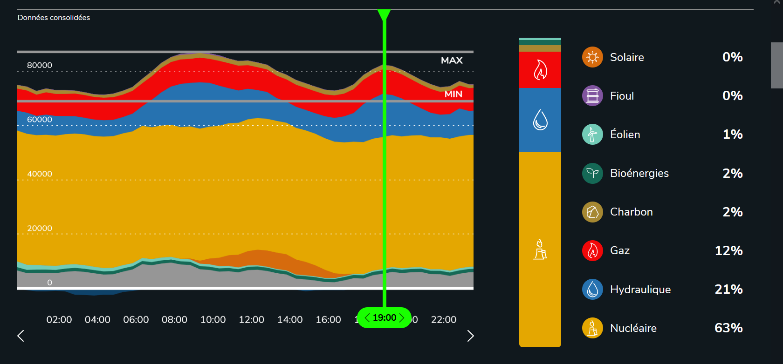 Données consolidées
MAX
80000
MIN
60000
40000
20000
0
02:00 04:00 06:00 08:00 10:00 12:00 14:00 16:00 19:00 22:00
Solaire 0%
Fioul 0%
Éolien 1%
Bioénergies 2%
Charbon 2%
Gaz 12%
Hydraulique 21%
Nucléaire 63%